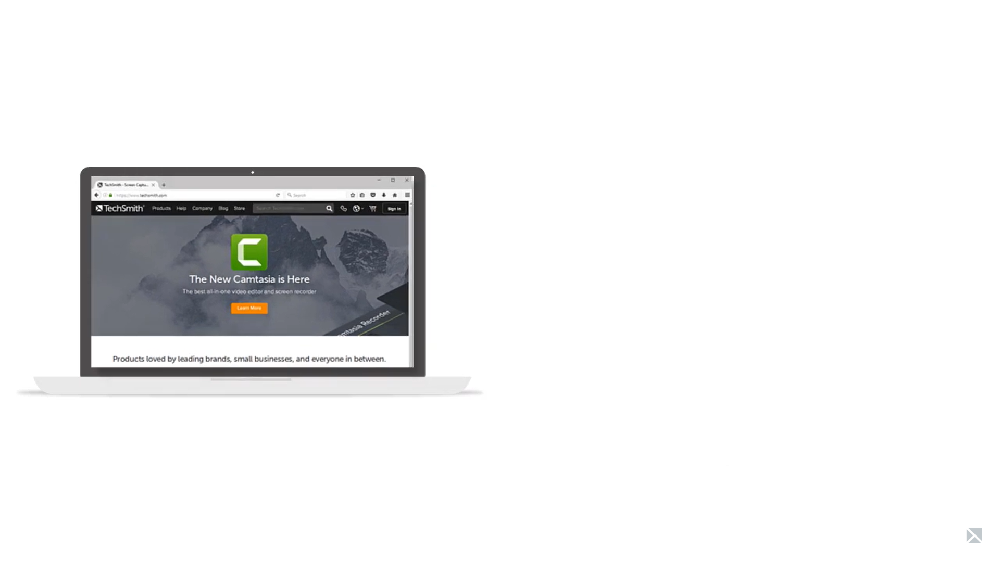 TechSmith - Screen Captu...
https://www.techsmith.com
Search
TechSmith Products Help Company Blog Store Search TechSmith.com Sign In
The New Camtasia is Here
The best all-in-one video editor and screen recorder
Learn More
amtasia Recorder
Products loved by leading brands, small businesses, and everyone in between.